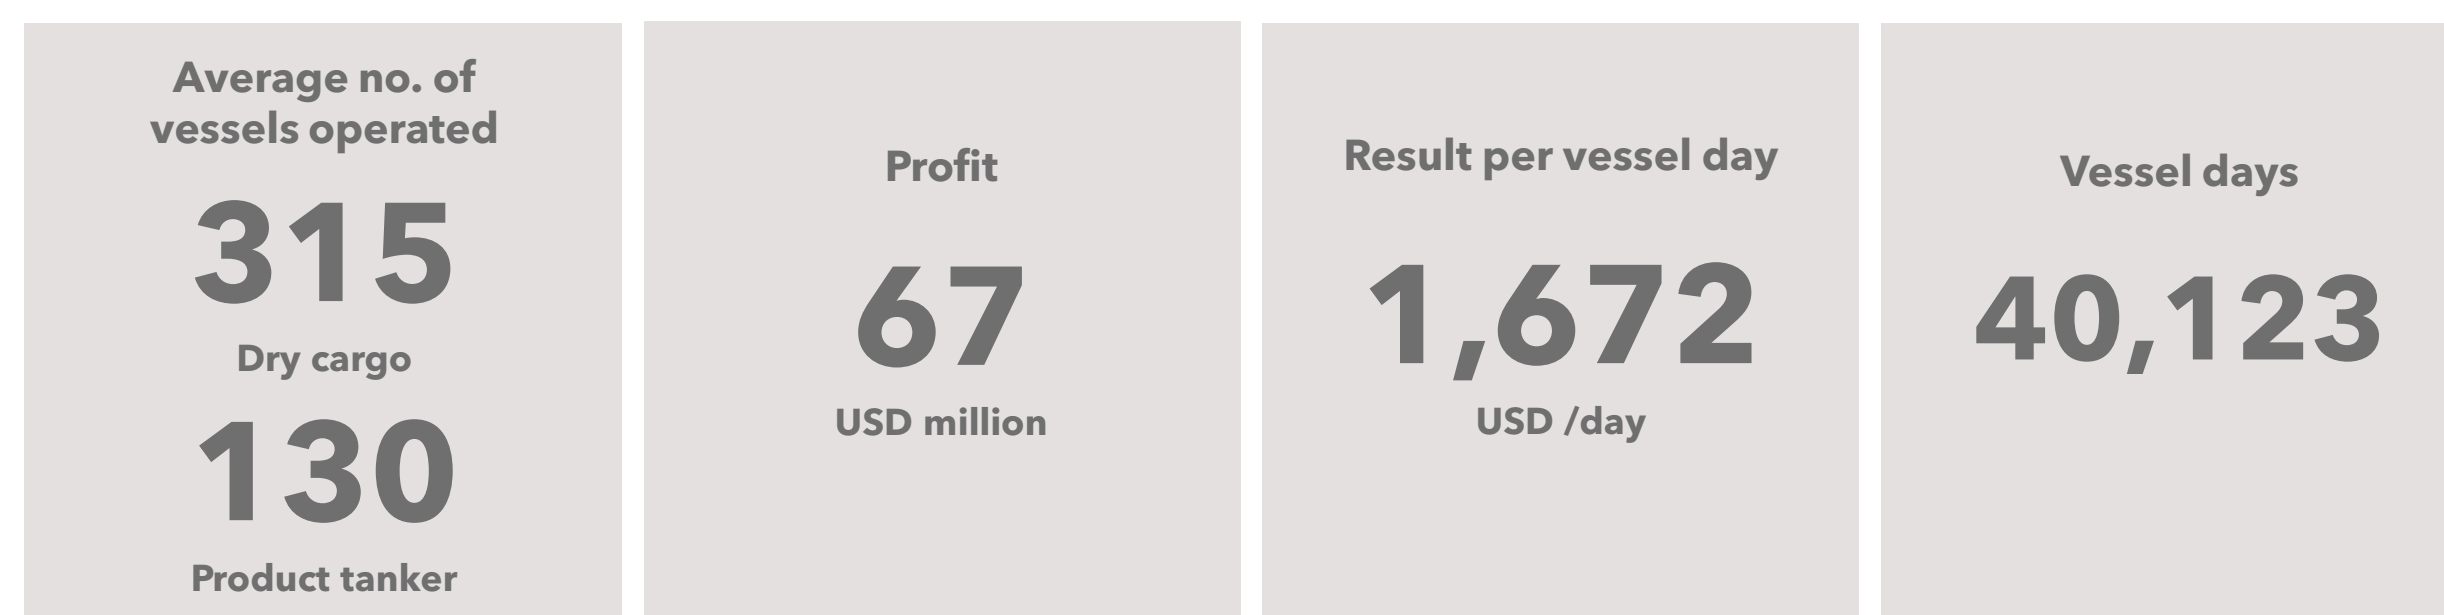 Average no. of
vessels operated
315
Dry cargo
130
Product tanker
Profit
67
USD million
Result per vessel day
1,672
USD /day
Vessel days
40,123